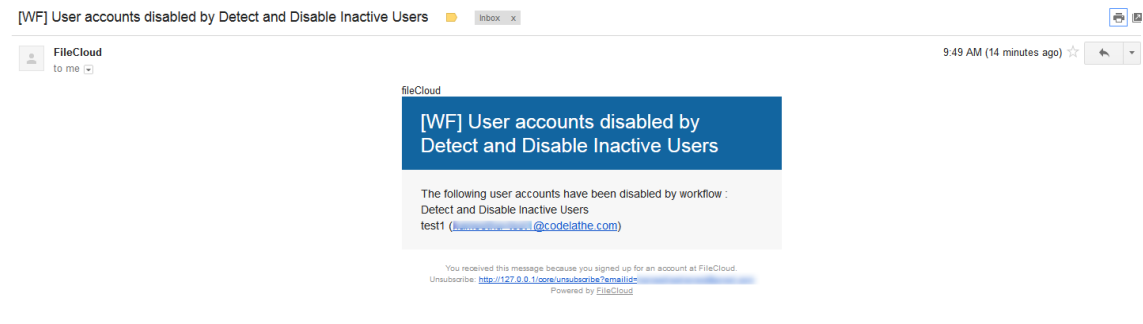 [WF] User accounts disabled by Detect and Disable Inactive Users Inbox x
FileCloud
to me
9:49 AM (14 minutes ago)
fileCloud
[WF] User accounts disabled by
Detect and Disable Inactive Users
The following user accounts have been disabled by workflow :
Detect and Disable Inactive Users
test1 (@codelathe.com)
You received this message because you signed up for an account at FileCloud.
Unsubscribe: http://127.0.0.1/core/unsubscribe?emailid=
Powered by FileCloud